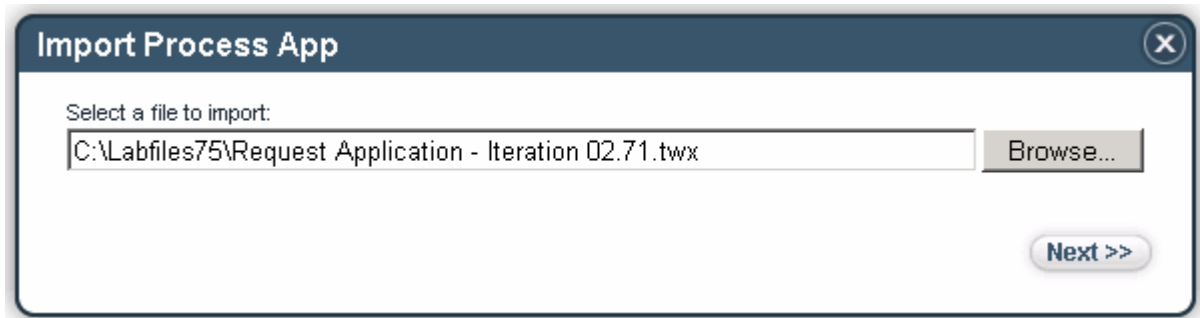 Import Process App
Select a file to import:
C:\Labfiles75\Request Application - Iteration 02.71.twx Browse...
Next >>